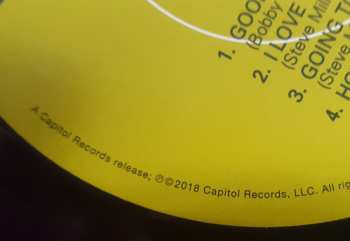 1. GOO
(Bobby
2. I LOVE
(Steve Mill
3. GOING T
(Steve M
4. HO
A Capitol Records release; ℗©2018 Capitol Records, LLC. All rig